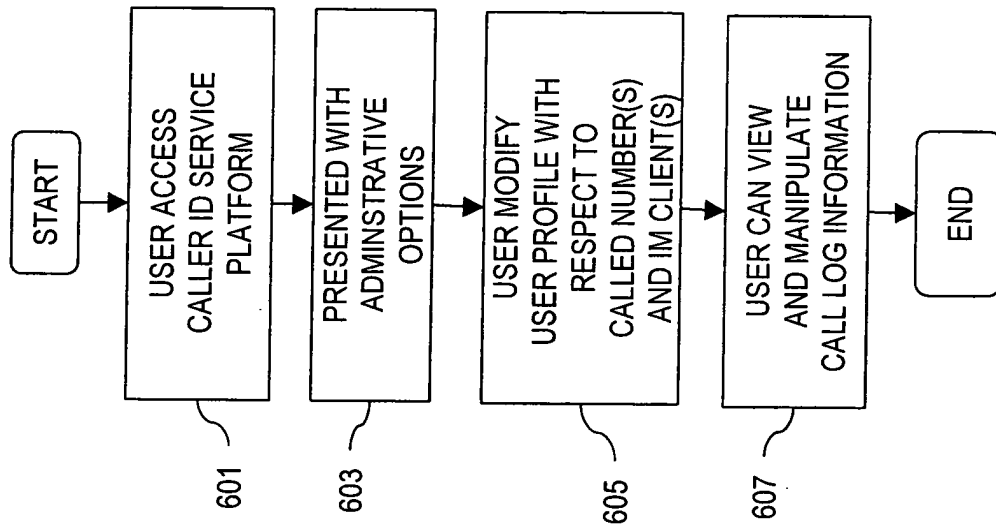 START
USER ACCESS
CALLER ID SERVICE
PLATFORM
601
PRESENTED WITH
ADMINSTRATIVE
OPTIONS
603
USER MODIFY
USER PROFILE WITH
RESPECT TO
CALLED NUMBER(S)
AND IM CLIENT(S)
605
USER CAN VIEW
AND MANIPULATE
CALL LOG INFORMATION
607
END